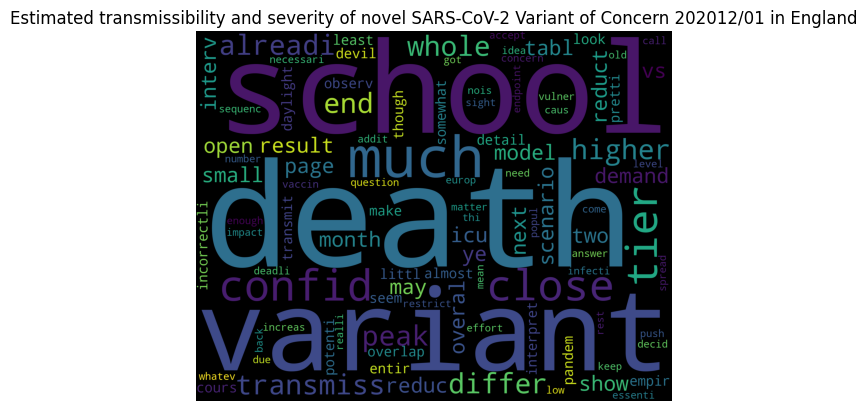 Estimated transmissibility and severity of novel SARS-CoV-2 Variant of Concern 202012/01 in England
interv
necessari
alreadi
least
devil
whole
got
tabl
accept
idea
concern
look
old
call
sequenc
daylight
observ
end
though
nois
sight
somewhat
endpoint
vulner
caus
reduct
pretti
vs
school
open
result
addit
much
detail
model
higher
level
small
number
page
vaccin
question
europ
need
scenario
demand
popul
death
incorrectli
enough
impact
transmit
month
make
matter
thi
icu
ye
next
two
come
answer
tier
deadli
confid
littl
almost
may
seem
restrict
overal
mean
close
infecti
spread
variant
back
increas
due
realli
potenti
peak
overlap
entir
effort
interpret
low
pandem
rest
push
decid
keep
whatev
cours
transmiss
reduc
differ
show
empir
essenti